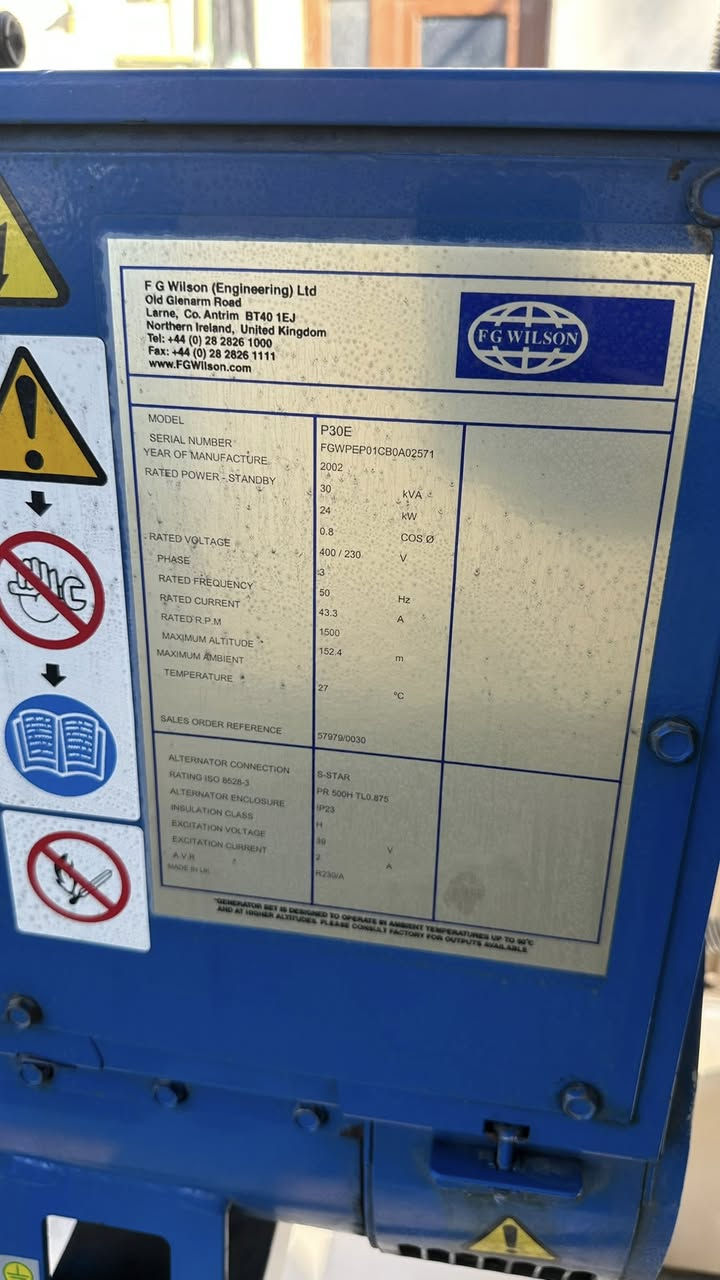 F G Wilson (Engineering) Ltd
Old Glenarm Road
Larne, Co. Antrim BT40 1EJ
Northern Ireland, United Kingdom
Tel: +44 (0) 28 2826 1000
Fax: +44 (0) 28 2826 1111
www.FGWilson.com
FG WILSON
MODEL P30E
SERIAL NUMBER FGWPEP01CB0A02571
YEAR OF MANUFACTURE 2002
RATED POWER - STANDBY 30 kVA
24 kW
0.8 COS Ø
RATED VOLTAGE 400 / 230 V
PHASE 3
RATED FREQUENCY 50 Hz
RATED CURRENT 43.3 A
RATED R.P.M 1500
MAXIMUM ALTITUDE 152.4 m
MAXIMUM AMBIENT
TEMPERATURE 27 °C
SALES ORDER REFERENCE 57979/0030
ALTERNATOR CONNECTION S-STAR
RATING ISO 8528-3 PR 500H TL0.875
ALTERNATOR ENCLOSURE IP23
INSULATION CLASS H
EXCITATION VOLTAGE 39 V
EXCITATION CURRENT 2 A
A.V.R R230/A
MADE IN UK
*GENERATOR SET IS DESIGNED TO OPERATE IN AMBIENT TEMPERATURES UP TO 50°C
AND AT HIGHER ALTITUDES. PLEASE CONSULT FACTORY FOR OUTPUTS AVAILABLE